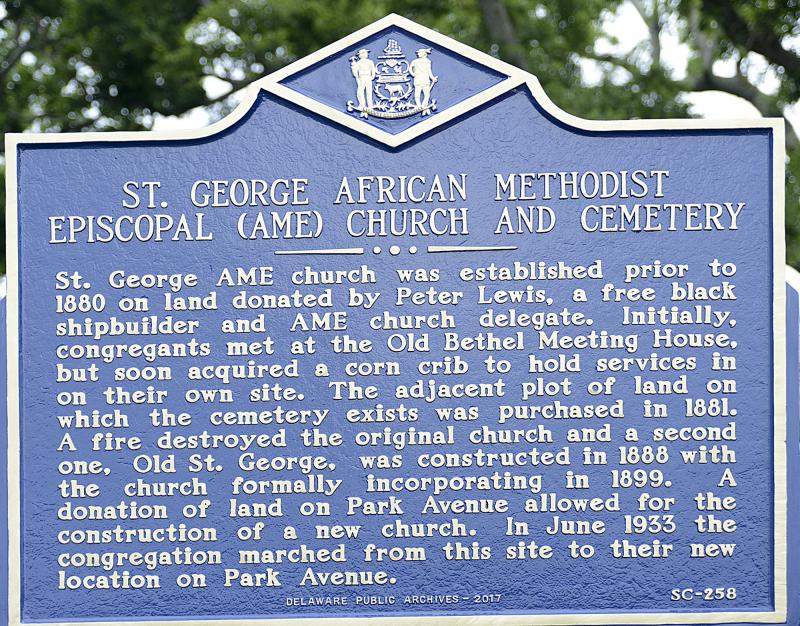 ST. GEORGE AFRICAN METHODIST
EPISCOPAL (AME) CHURCH AND CEMETERY
St. George AME church was established prior to
1880 on land donated by Peter Lewis, a free black
shipbuilder and AME church delegate. Initially,
congregants met at the Old Bethel Meeting House,
but soon acquired a corn crib to hold services in
on their own site. The adjacent plot of land on
which the cemetery exists was purchased in 1881.
A fire destroyed the original church and a second
one, Old St. George, was constructed in 1888 with
the church formally incorporating in 1899. A
donation of land on Park Avenue allowed for the
construction of a new church. In June 1933 the
congregation marched from this site to their new
location on Park Avenue.
DELAWARE PUBLIC ARCHIVES – 2017 SC-258